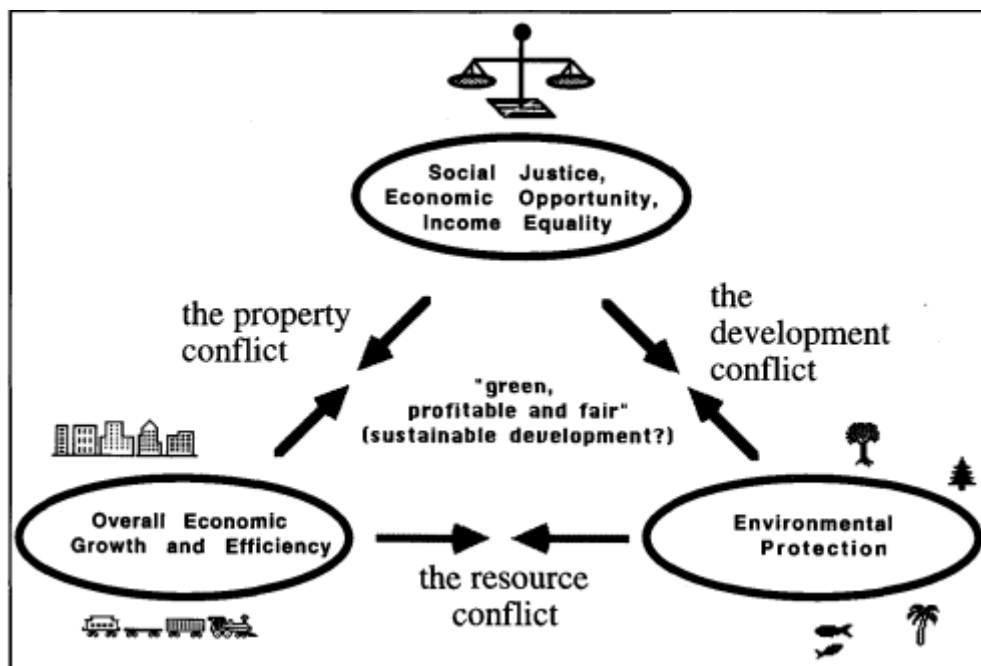 Social Justice,
Economic Opportunity,
Income Equality
the property
conflict
the
development
conflict
"green,
profitable and fair"
(sustainable development?)
Overall Economic
Growth and Efficiency
Environmental
Protection
the resource
conflict